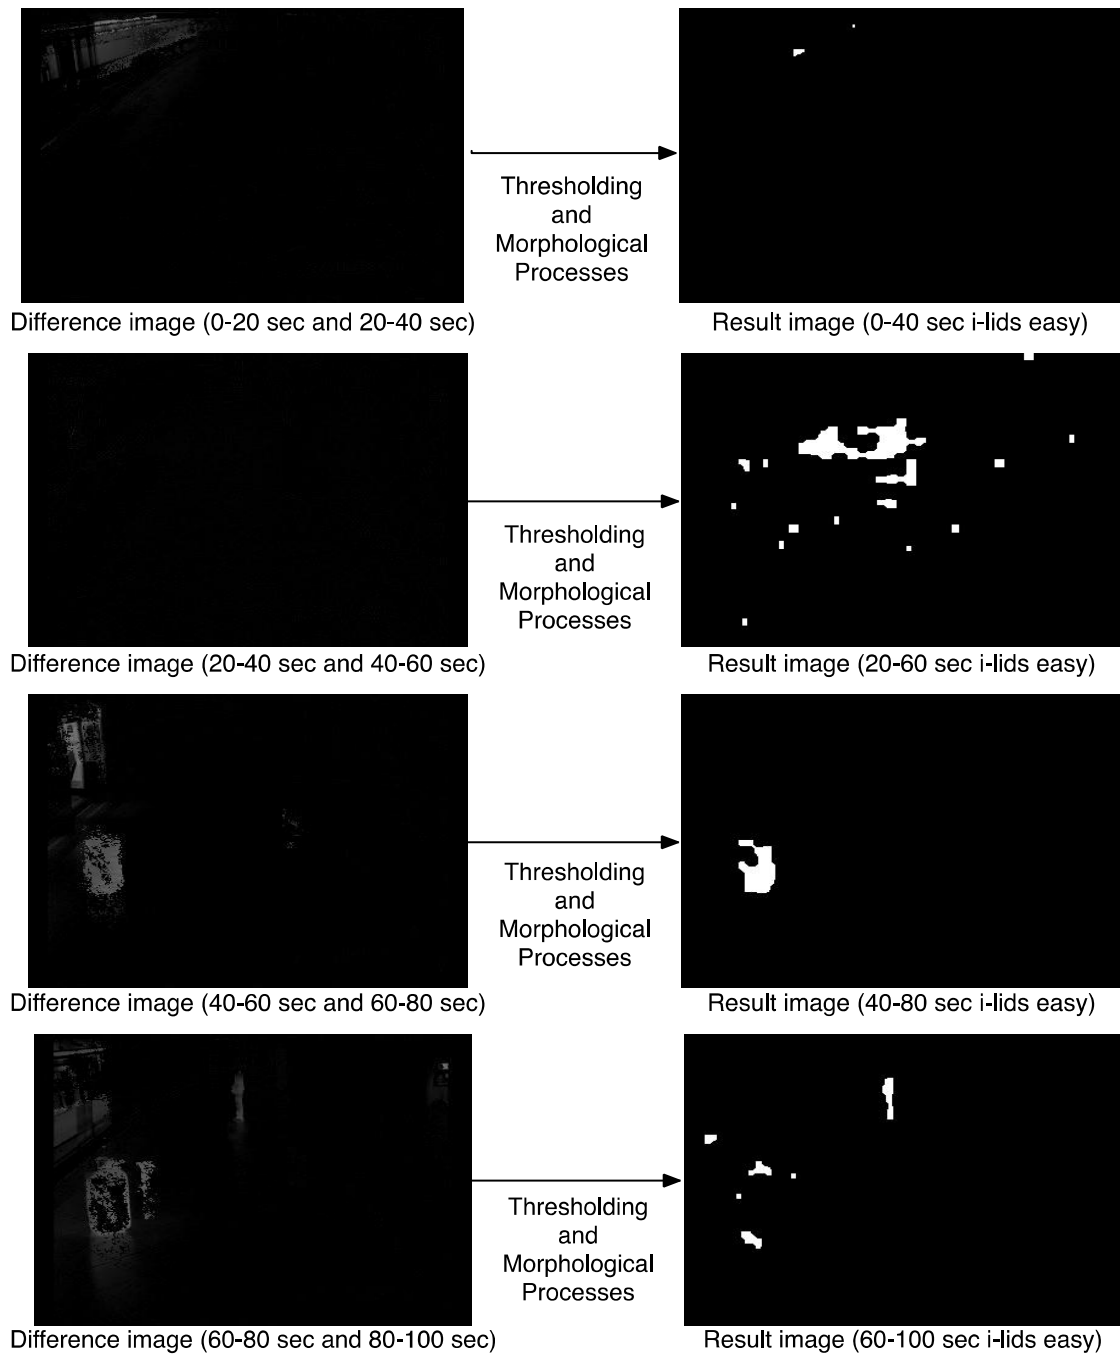 Thresholding
and
Morphological
Processes
Difference image (0-20 sec and 20-40 sec)
Result image (0-40 sec i-lids easy)
Thresholding
and
Morphological
Processes
Difference image (20-40 sec and 40-60 sec)
Result image (20-60 sec i-lids easy)
Thresholding
and
Morphological
Processes
Difference image (40-60 sec and 60-80 sec)
Result image (40-80 sec i-lids easy)
Thresholding
and
Morphological
Processes
Difference image (60-80 sec and 80-100 sec)
Result image (60-100 sec i-lids easy)